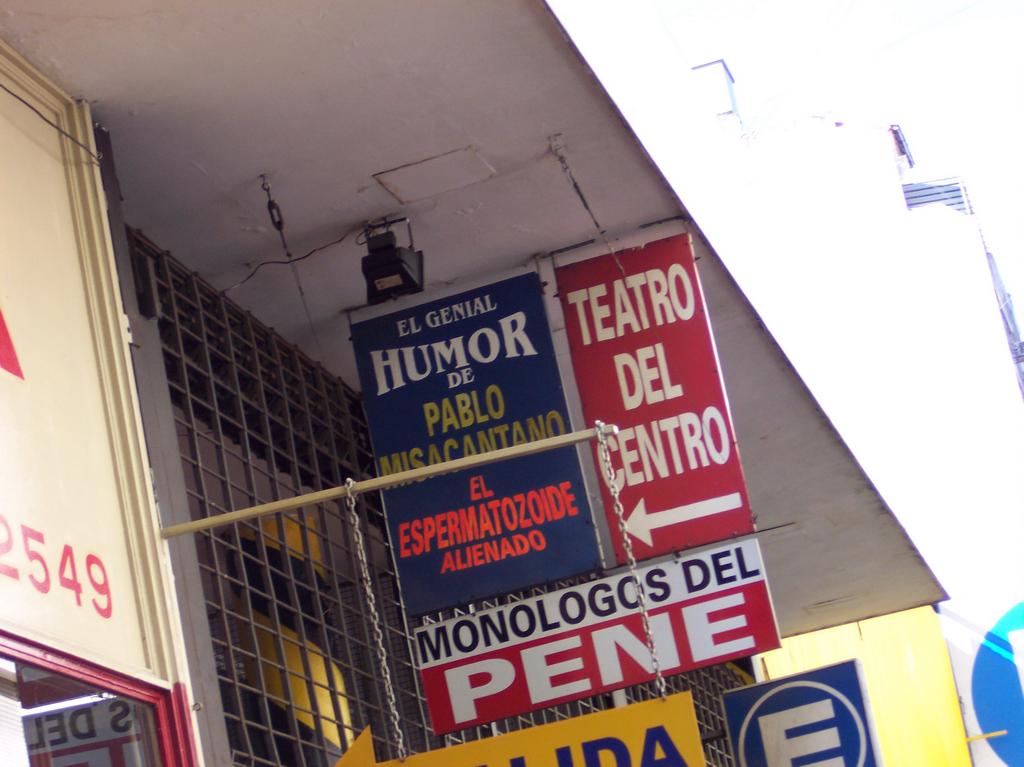 EL GENIAL
HUMOR
DE
PABLO
MISACANTANO
EL
ESPERMATOZOIDE
ALIENADO
TEATRO
DEL
CENTRO
MONOLOGOS DEL
PENE
2549
E